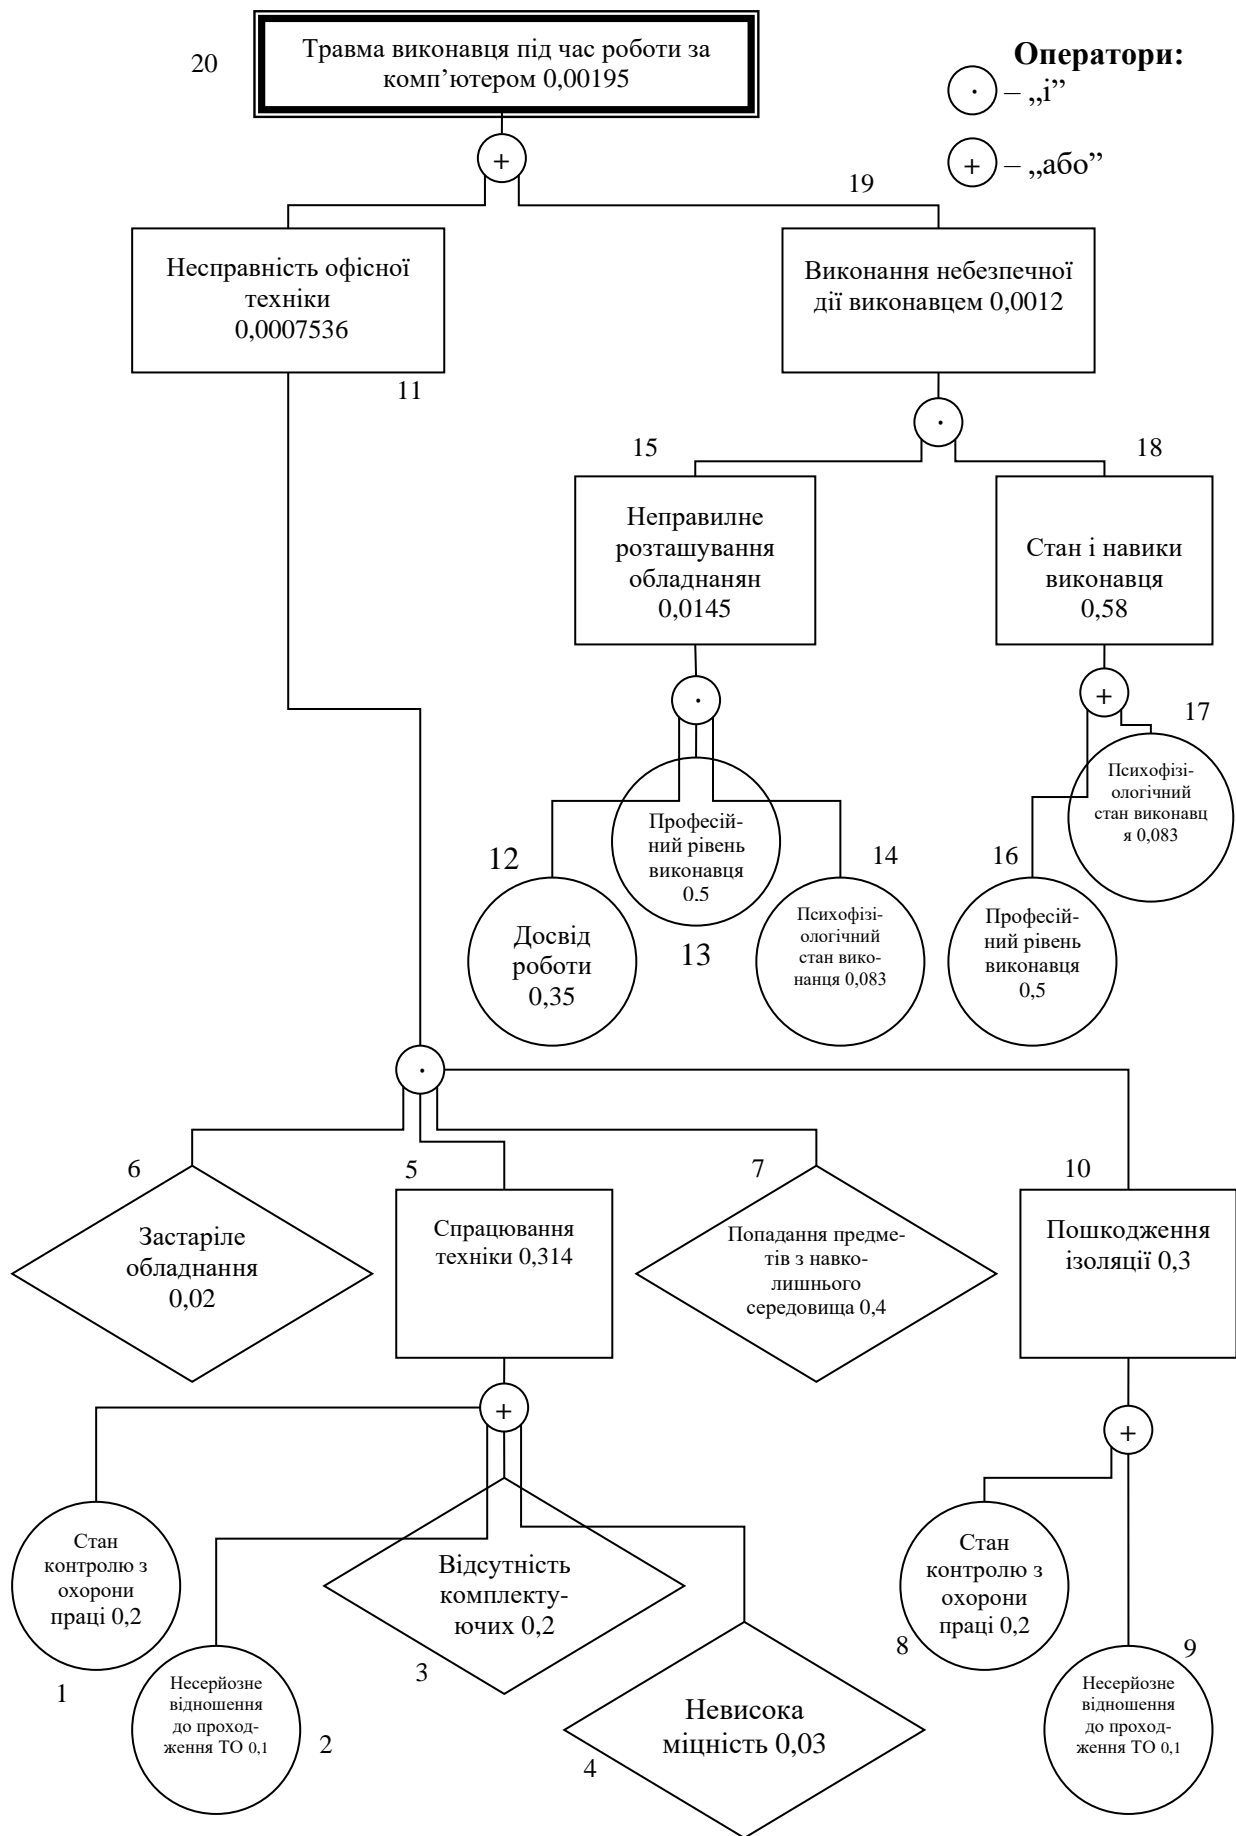 20
Травма виконавця під час роботи за
комп’ютером 0,00195
Оператори:
· – „і”
+ – „або”
+
19
Несправність офісної
техніки
0,0007536
11
Виконання небезпечної
дії виконавцем 0,0012
·
15
18
Неправилне
розташування
обладнанян
0,0145
Стан і навики
виконавця
0,58
·
+
17
Психофізі-
ологічний
стан виконавц
я 0,083
Професій-
ний рівень
виконавця
0.5
12
14
16
Досвід
роботи
0,35
13
Психофізі-
ологічний
стан вико-
нанця 0,083
Професій-
ний рівень
виконавця
0,5
·
6
5
7
10
Застаріле
обладнання
0,02
Спрацювання
техніки 0,314
Попадання предме-
тів з навко-
лишнього
середовища 0,4
Пошкодження
ізоляції 0,3
+
+
Стан
контролю з
охорони
праці 0,2
1
Несерйозне
відношення
до проход-
ження ТО 0,1
2
Відсутність
комплекту-
ючих 0,2
3
Невисока
міцність 0,03
4
Стан
контролю з
охорони
праці 0,2
8
9
Несерйозне
відношення
до проход-
ження ТО 0,1